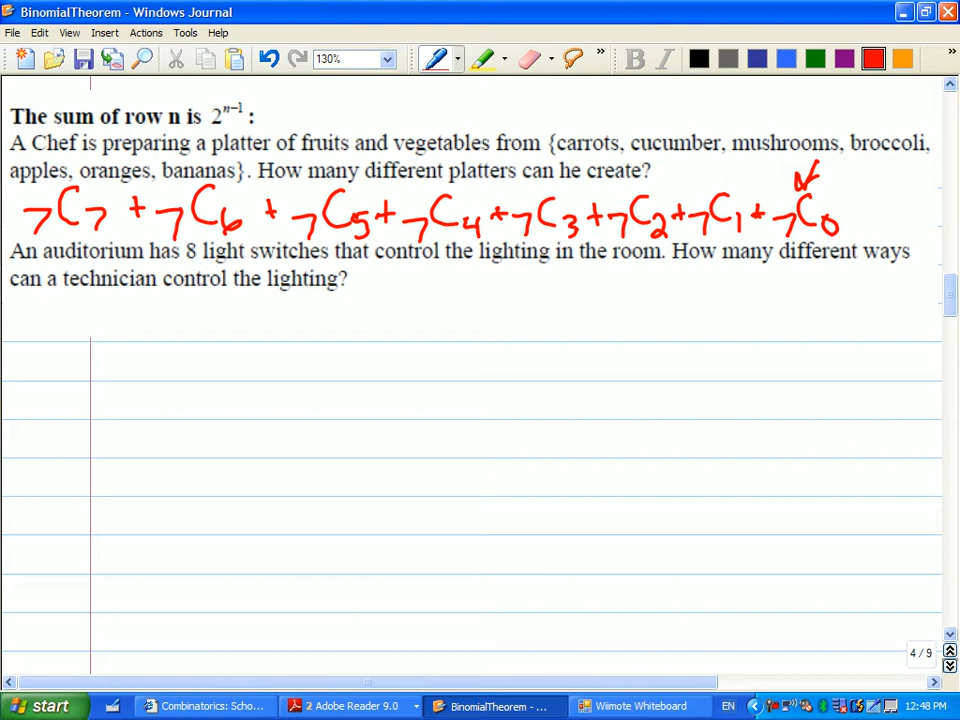 BinomialTheorem - Windows Journal
File Edit View Insert Actions Tools Help
130%
B I
The sum of row n is 2^{n-1} :
A Chef is preparing a platter of fruits and vegetables from {carrots, cucumber, mushrooms, broccoli,
apples, oranges, bananas}. How many different platters can he create?
7C7 + 7C6 + 7C5 + 7C4 + 7C3 + 7C2 + 7C1 + 7C0
An auditorium has 8 light switches that control the lighting in the room. How many different ways
can a technician control the lighting?
4 / 9
start Combinatorics: Scho... 2 Adobe Reader 9.0 BinomialTheorem - ... Wiimote Whiteboard EN 12:48 PM